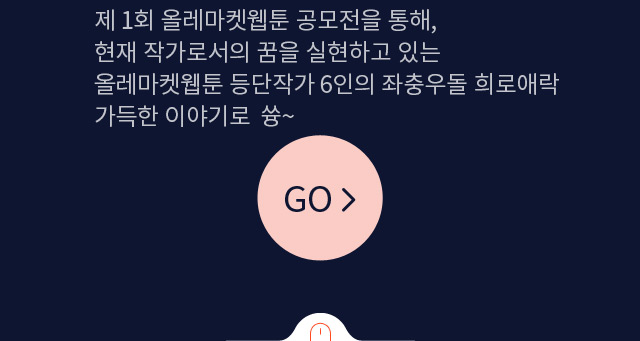 제 1회 올레마켓웹툰 공모전을 통해,
현재 작가로서의 꿈을 실현하고 있는
올레마켓웹툰 등단작가 6인의 좌충우돌 희로애락
가득한 이야기로 쓩~
GO >